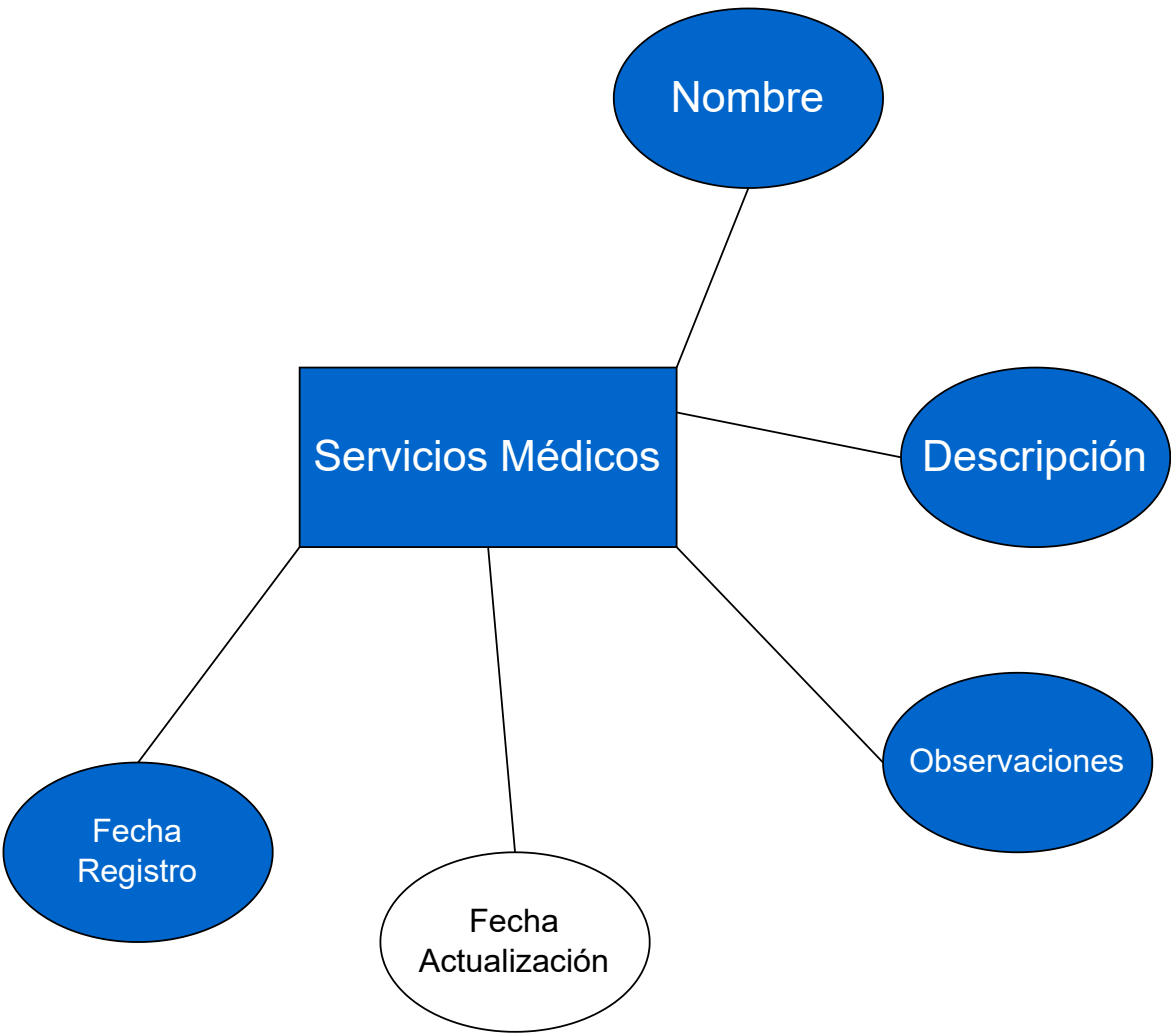 Nombre
Servicios Médicos
Descripción
Observaciones
Fecha
Registro
Fecha
Actualización